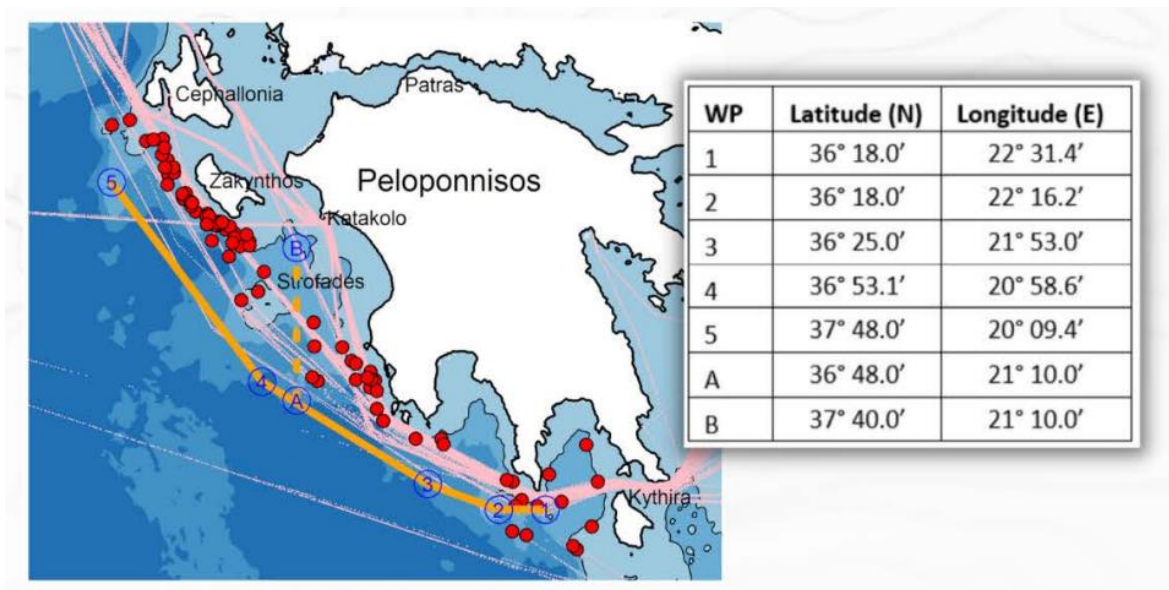 Cephallonia
Patras
5
Zakynthos
Peloponnisos
Katakolo
B
Strofades
4
A
3
2
1
Kythira
WP Latitude (N) Longitude (E)
1 36° 18.0′ 22° 31.4′
2 36° 18.0′ 22° 16.2′
3 36° 25.0′ 21° 53.0′
4 36° 53.1′ 20° 58.6′
5 37° 48.0′ 20° 09.4′
A 36° 48.0′ 21° 10.0′
B 37° 40.0′ 21° 10.0′